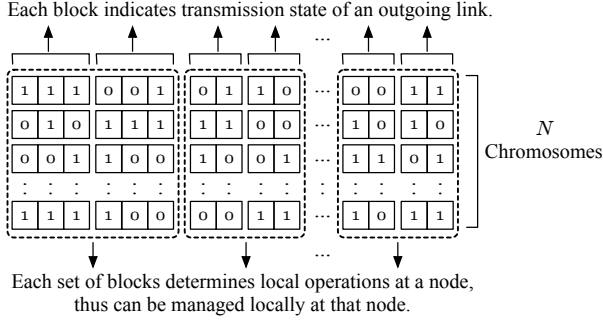 Each block indicates transmission state of an outgoing link.
...
1 1 1 0 0 1 0 1 1 0 ... 0 0 1 1
0 1 0 1 1 1 1 1 0 0 ... 1 0 1 0
0 0 1 1 0 0 1 0 0 1 ... 1 1 0 1
: : : : : : : : : : ... : : : :
1 1 1 1 0 0 0 0 1 1 ... 1 0 1 1
N
Chromosomes
...
Each set of blocks determines local operations at a node,
thus can be managed locally at that node.